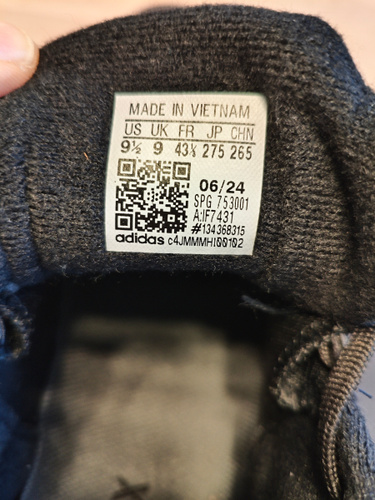 MADE IN VIETNAM
US UK FR JP CHN
9½ 9 43⅓ 275 265
06/24
SPG 753001
A:IF7431
#134368315
adidas c4JMMMHI00102